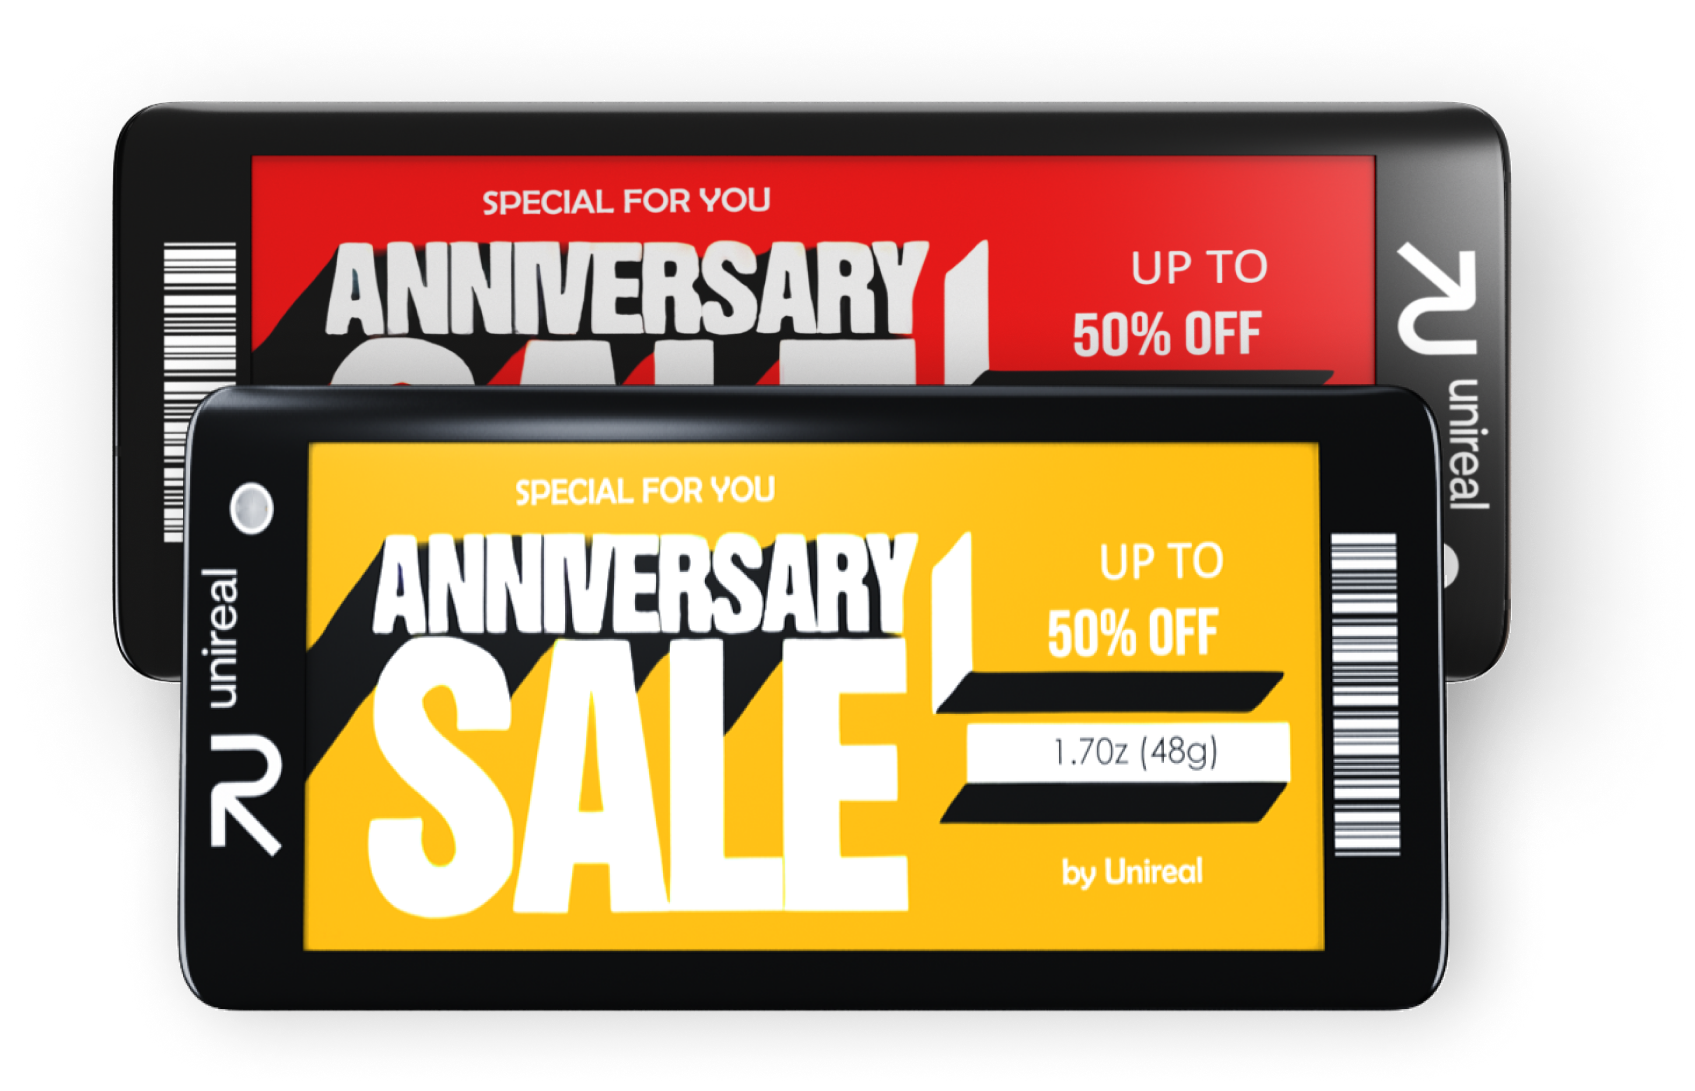 SPECIAL FOR YOU
ANNIVERSARY
SALE
UP TO
50% OFF
unireal
SPECIAL FOR YOU
ANNIVERSARY
SALE
UP TO
50% OFF
1.70z (48g)
by Unireal
unireal